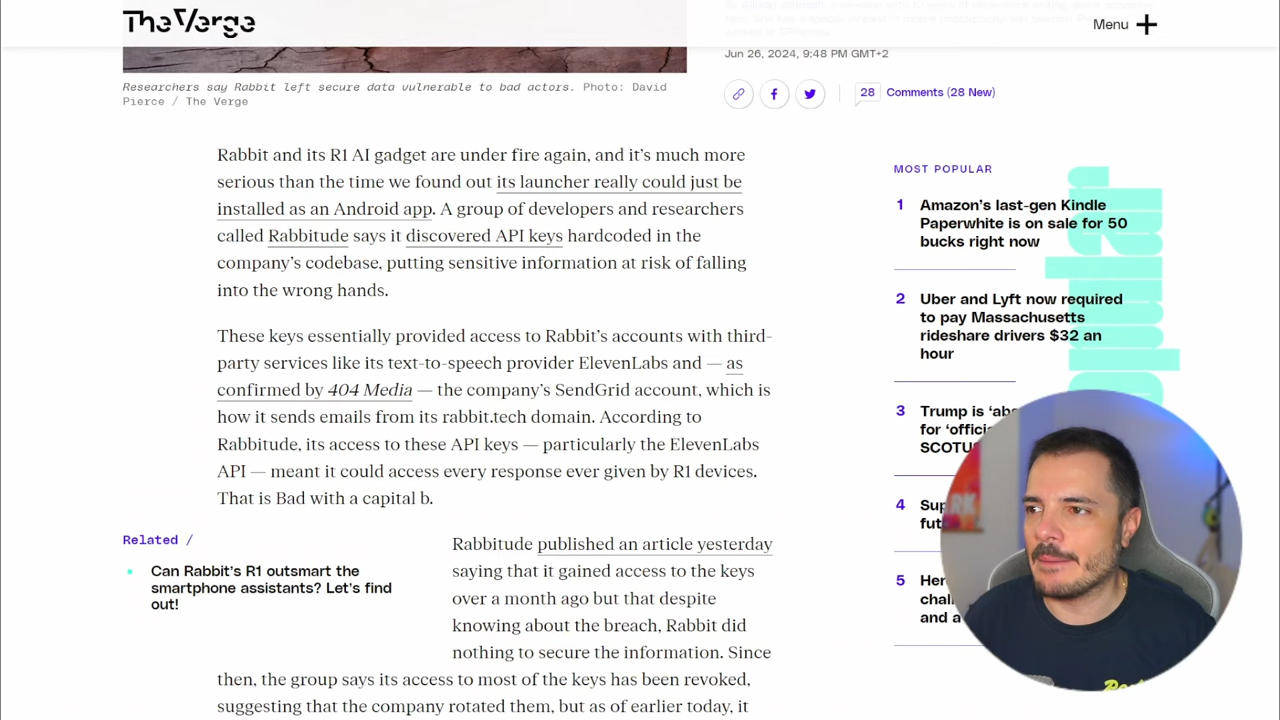 The Verge
Menu
Jun 26, 2024, 9:48 PM GMT+2
28 Comments (28 New)
Researchers say Rabbit left secure data vulnerable to bad actors. Photo: David
Pierce / The Verge
Rabbit and its R1 AI gadget are under fire again, and it’s much more
serious than the time we found out its launcher really could just be
installed as an Android app. A group of developers and researchers
called Rabbitude says it discovered API keys hardcoded in the
company’s codebase, putting sensitive information at risk of falling
into the wrong hands.
These keys essentially provided access to Rabbit’s accounts with third-
party services like its text-to-speech provider ElevenLabs and — as
confirmed by 404 Media — the company’s SendGrid account, which is
how it sends emails from its rabbit.tech domain. According to
Rabbitude, its access to these API keys — particularly the ElevenLabs
API — meant it could access every response ever given by R1 devices.
That is Bad with a capital b.
Related /
Can Rabbit’s R1 outsmart the
smartphone assistants? Let’s find
out!
Rabbitude published an article yesterday
saying that it gained access to the keys
over a month ago but that despite
knowing about the breach, Rabbit did
nothing to secure the information. Since
then, the group says its access to most of the keys has been revoked,
suggesting that the company rotated them, but as of earlier today, it
MOST POPULAR
1 Amazon’s last-gen Kindle
Paperwhite is on sale for 50
bucks right now
2 Uber and Lyft now required
to pay Massachusetts
rideshare drivers $32 an
hour
3 Trump is
for
SCOTUS
4
5
and a